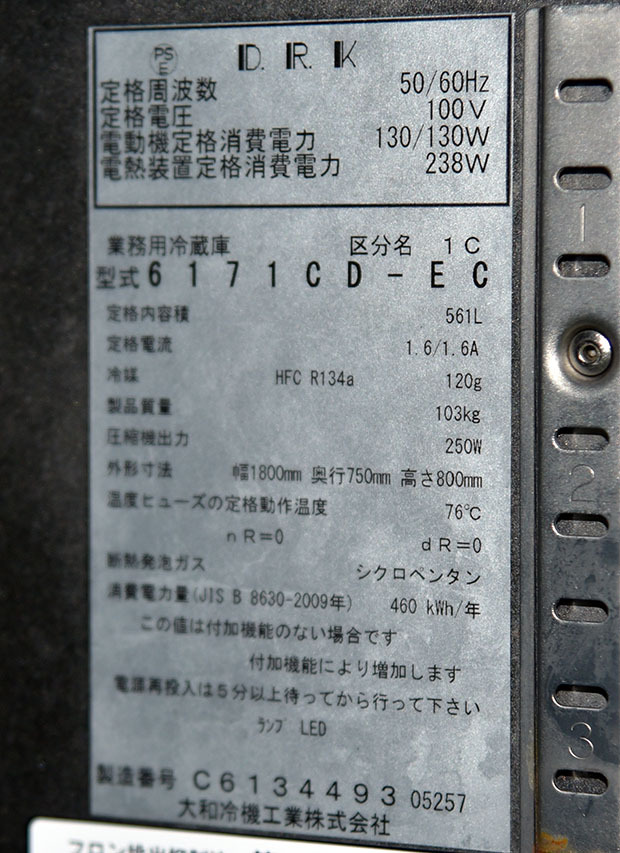 PS
E
D. R. K
定格周波数 50/60Hz
定格電圧 100V
電動機定格消費電力 130/130W
電熱装置定格消費電力 238W
業務用冷蔵庫 区分名 1C
型式 6171CD-EC
定格内容積 561L
定格電流 1.6/1.6A
冷媒 HFC R134a 120g
製品質量 103kg
圧縮機出力 250W
外形寸法 幅1800mm 奥行750mm 高さ800mm
温度ヒューズの定格動作温度 76℃
nR=0 dR=0
断熱発泡ガス シクロペンタン
消費電力量(JIS B 8630-2009年) 460 kWh/年
この値は付加機能のない場合です
付加機能により増加します
電源再投入は5分以上待ってから行って下さい
ランプ LED
製造番号 C6134493 05257
大和冷機工業株式会社
1
2
3